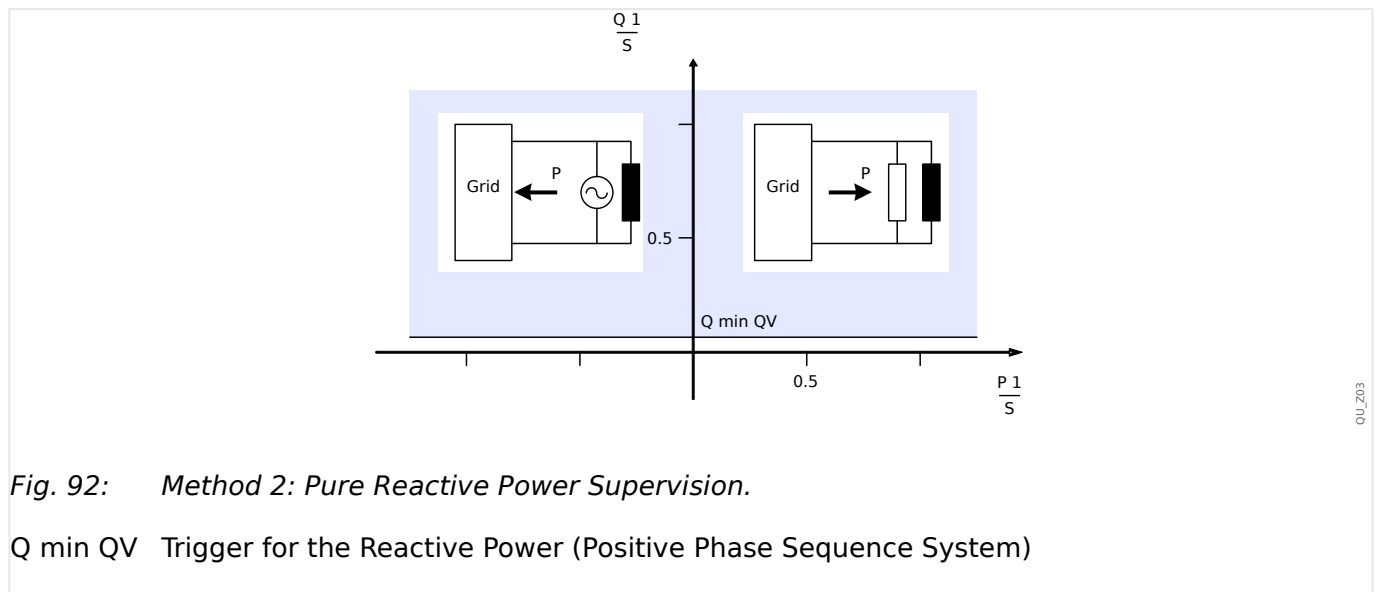 Q 1
S
P
P
Grid
Grid
0.5
Q min QV
0.5
P 1
S
QU_Z03
Fig. 92: Method 2: Pure Reactive Power Supervision.
Q min QV Trigger for the Reactive Power (Positive Phase Sequence System)